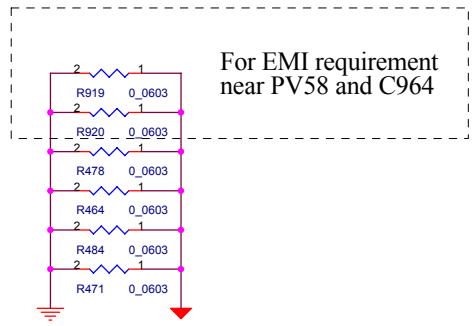 2 1
R919 0_0603
For EMI requirement
near PV58 and C964
2 1
R920 0_0603
2 1
R478 0_0603
2 1
R464 0_0603
2 1
R484 0_0603
2 1
R471 0_0603